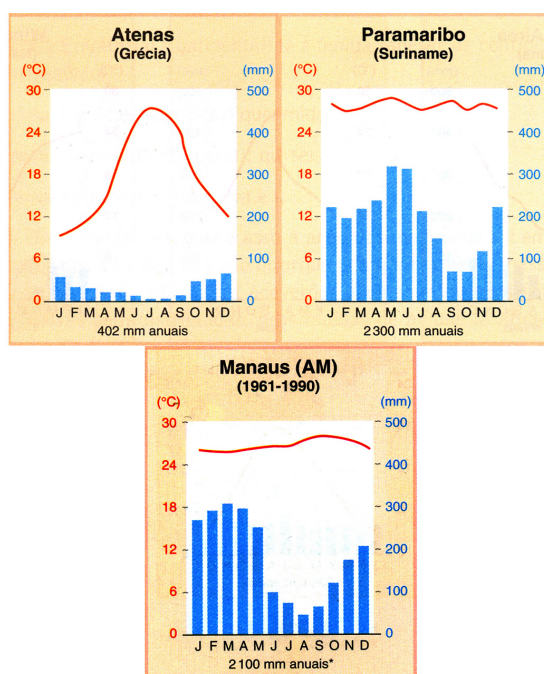 Atenas
(Grécia)
(°C)
(mm)
30
24
18
12
6
0
500
400
300
200
100
0
J F M A M J J A S O N D
402 mm anuais
Paramaribo
(Suriname)
(°C)
(mm)
30
24
18
12
6
0
500
400
300
200
100
0
J F M A M J J A S O N D
2 300 mm anuais
Manaus (AM)
(1961-1990)
(°C)
(mm)
30
24
18
12
6
0
500
400
300
200
100
0
J F M A M J J A S O N D
2 100 mm anuais*